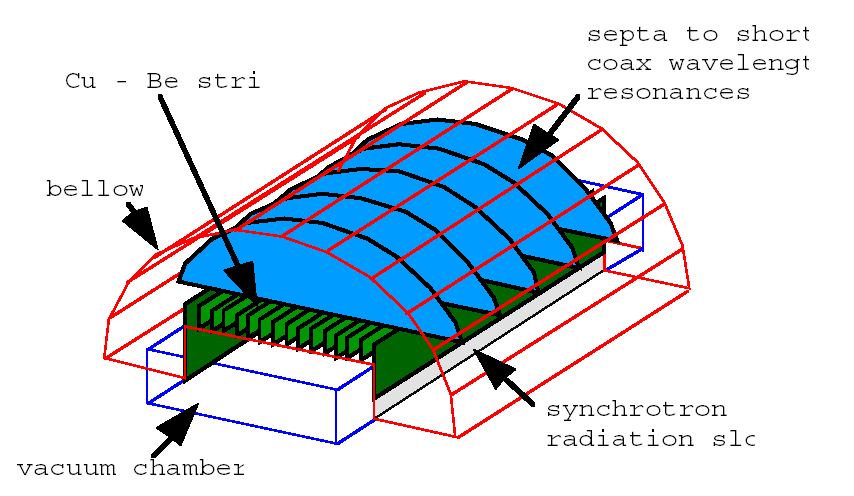 septa to short
coax wavelengt
resonances
Cu - Be stri
bellow
synchrotron
radiation slo
vacuum chamber